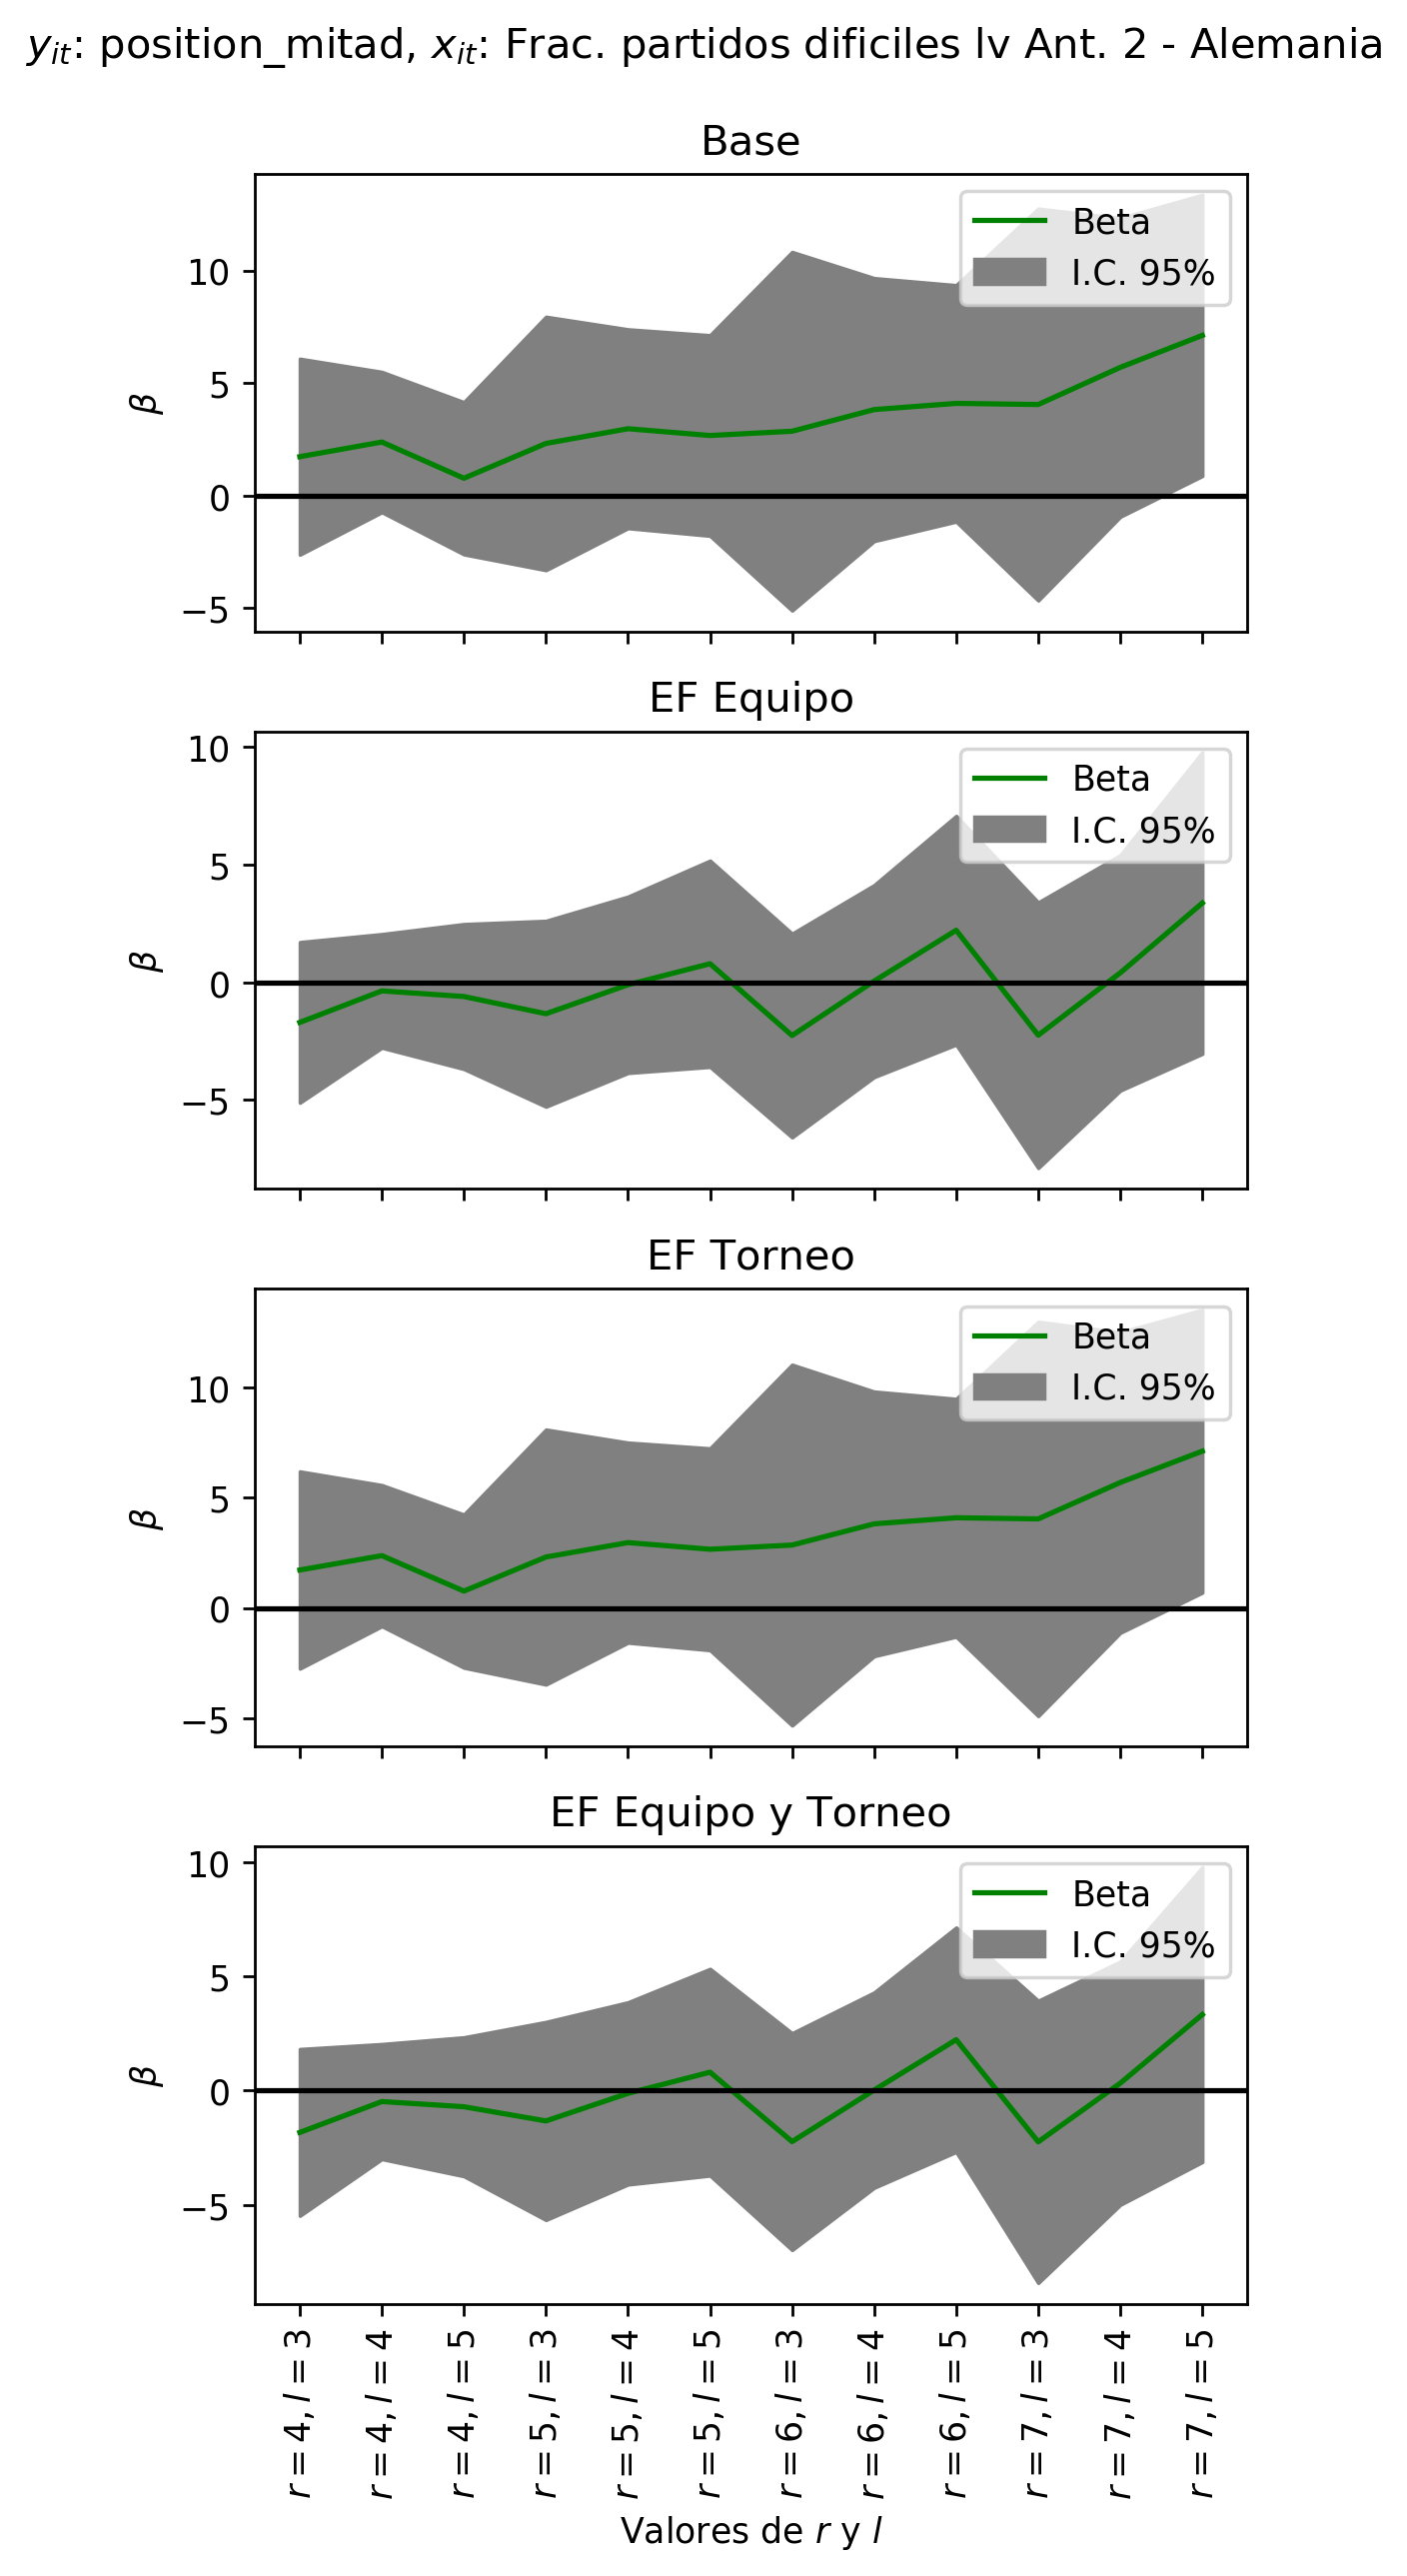 y_it: position_mitad, x_it: Frac. partidos dificiles lv Ant. 2 - Alemania
Base
Beta
I.C. 95%
10
5
0
−5
β
EF Equipo
Beta
I.C. 95%
10
5
0
−5
β
EF Torneo
Beta
I.C. 95%
10
5
0
−5
β
EF Equipo y Torneo
Beta
I.C. 95%
10
5
0
−5
β
r = 4, l = 3
r = 4, l = 4
r = 4, l = 5
r = 5, l = 3
r = 5, l = 4
r = 5, l = 5
r = 6, l = 3
r = 6, l = 4
r = 6, l = 5
r = 7, l = 3
r = 7, l = 4
r = 7, l = 5
Valores de r y l